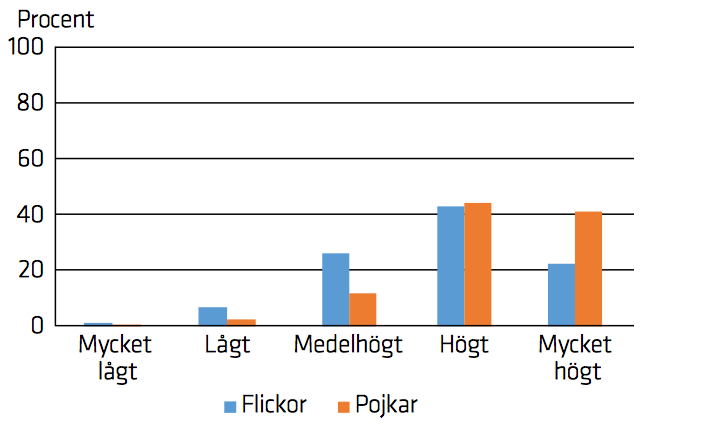 Procent
100
80
60
40
20
0
Mycket lågt
Lågt
Medelhögt
Högt
Mycket högt
Flickor
Pojkar